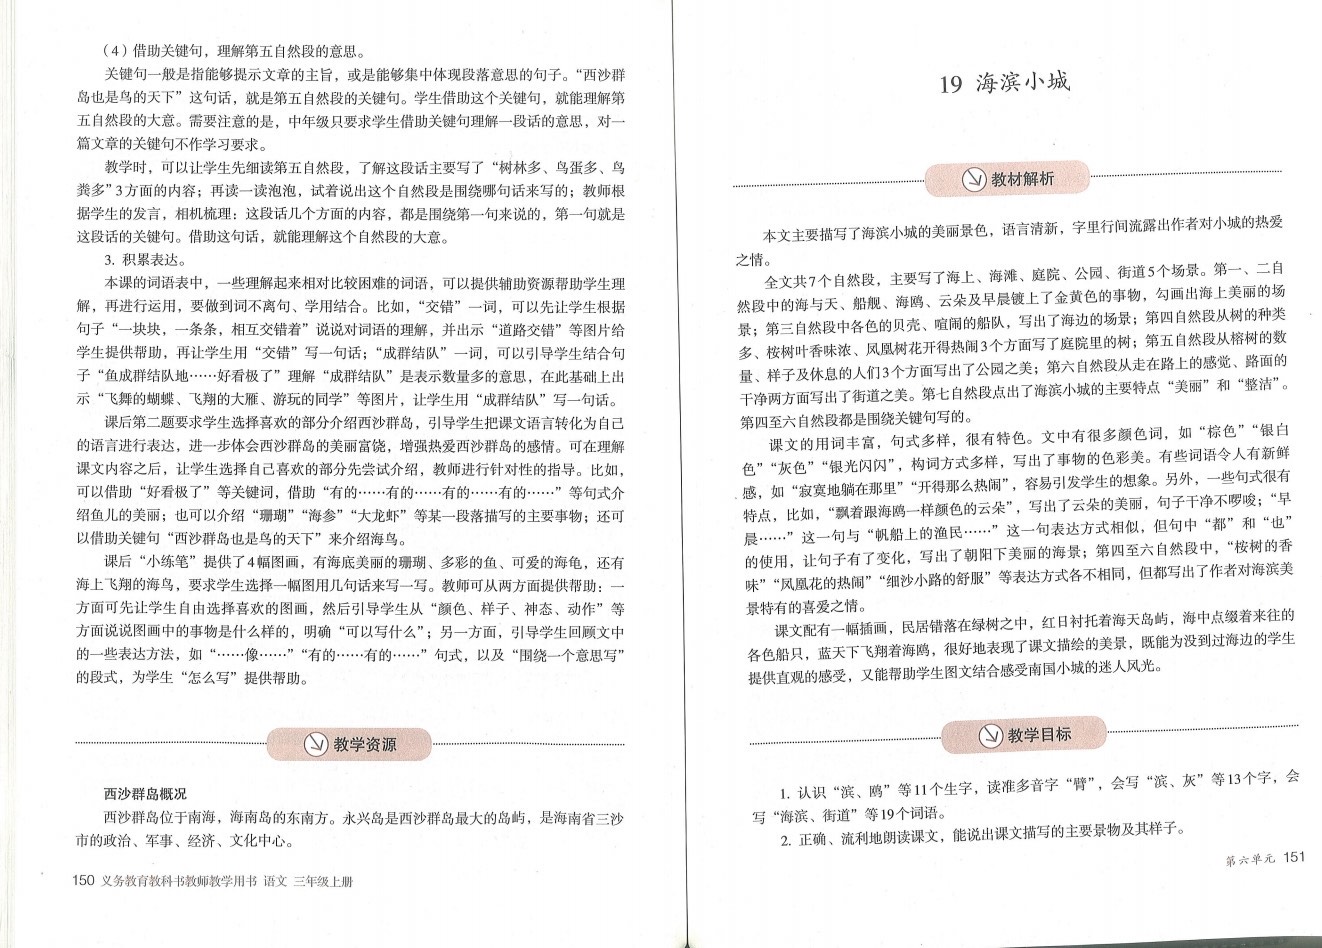 （4）借助关键句，理解第五自然段的意思。
关键句一般是指能够提示文章的主旨，或是能够集中体现段落意思的句子。“西沙群
岛也是鸟的天下”这句话，就是第五自然段的关键句。学生借助这个关键句，就能理解第
五自然段的大意。需要注意的是，中年级只要求学生借助关键句理解一段话的意思，对一
篇文章的关键句不作学习要求。
教学时，可以让学生先细读第五自然段，了解这段话主要写了“树林多、鸟蛋多、鸟
粪多”3方面的内容；再读一读泡泡，试着说出这个自然段是围绕哪句话来写的；教师根
据学生的发言，相机梳理：这段话几个方面的内容，都是围绕第一句来说的，第一句就是
这段话的关键句。借助这句话，就能理解这个自然段的大意。
3. 积累表达。
本课的词语表中，一些理解起来相对比较困难的词语，可以提供辅助资源帮助学生理
解，再进行运用，要做到词不离句、学用结合。比如，“交错”一词，可以先让学生根据
句子“一块块，一条条，相互交错着”说说对词语的理解，并出示“道路交错”等图片给
学生提供帮助，再让学生用“交错”写一句话；“成群结队”一词，可以引导学生结合句
子“鱼成群结队地……好看极了”理解“成群结队”是表示数量多的意思，在此基础上出
示“飞舞的蝴蝶、飞翔的大雁、游玩的同学”等图片，让学生用“成群结队”写一句话。
课后第二题要求学生选择喜欢的部分介绍西沙群岛，引导学生把课文语言转化为自己
的语言进行表达，进一步体会西沙群岛的美丽富饶，增强热爱西沙群岛的感情。可在理解
课文内容之后，让学生选择自己喜欢的部分先尝试介绍，教师进行针对性的指导。比如，
可以借助“好看极了”等关键词，借助“有的……有的……有的……有的……”等句式介
绍鱼儿的美丽；也可以介绍“珊瑚”“海参”“大龙虾”等某一段落描写的主要事物；还可
以借助关键句“西沙群岛也是鸟的天下”来介绍海鸟。
课后“小练笔”提供了4幅图画，有海底美丽的珊瑚、多彩的鱼、可爱的海龟，还有
海上飞翔的海鸟，要求学生选择一幅图用几句话来写一写。教师可从两方面提供帮助：一
方面可先让学生自由选择喜欢的图画，然后引导学生从“颜色、样子、神态、动作”等
方面说说图画中的事物是什么样的，明确“可以写什么”；另一方面，引导学生回顾文中
的一些表达方法，如“……像……”“有的……有的……”句式，以及“围绕一个意思写”
的段式，为学生“怎么写”提供帮助。
教学资源
西沙群岛概况
西沙群岛位于南海，海南岛的东南方。永兴岛是西沙群岛最大的岛屿，是海南省三沙
市的政治、军事、经济、文化中心。
150 义务教育教科书教师教学用书 语文 三年级上册
19 海滨小城
教材解析
本文主要描写了海滨小城的美丽景色，语言清新，字里行间流露出作者对小城的热爱
之情。
全文共7个自然段，主要写了海上、海滩、庭院、公园、街道5个场景。第一、二自
然段中的海与天、船舰、海鸥、云朵及早晨镀上了金黄色的事物，勾画出海上美丽的场
景；第三自然段中各色的贝壳、喧闹的船队，写出了海边的场景；第四自然段从树的种类
多、桉树叶香味浓、凤凰树花开得热闹3个方面写了庭院里的树；第五自然段从榕树的数
量、样子及休息的人们3个方面写出了公园之美；第六自然段从走在路上的感觉、路面的
干净两方面写出了街道之美。第七自然段点出了海滨小城的主要特点“美丽”和“整洁”。
第四至六自然段都是围绕关键句写的。
课文的用词丰富，句式多样，很有特色。文中有很多颜色词，如“棕色”“银白
色”“灰色”“银光闪闪”，构词方式多样，写出了事物的色彩美。有些词语令人有新鲜
感，如“寂寞地躺在那里”“开得那么热闹”，容易引发学生的想象。另外，一些句式很有
特点，比如，“飘着跟海鸥一样颜色的云朵”，写出了云朵的美丽，句子干净不啰唆；“早
晨……”这一句与“帆船上的渔民……”这一句表达方式相似，但句中“都”和“也”
的使用，让句子有了变化，写出了朝阳下美丽的海景；第四至六自然段中，“桉树的香
味”“凤凰花的热闹”“细沙小路的舒服”等表达方式各不相同，但都写出了作者对海滨美
景特有的喜爱之情。
课文配有一幅插画，民居错落在绿树之中，红日衬托着海天岛屿，海中点缀着来往的
各色船只，蓝天下飞翔着海鸥，很好地表现了课文描绘的美景，既能为没到过海边的学生
提供直观的感受，又能帮助学生图文结合感受南国小城的迷人风光。
教学目标
1. 认识“滨、鸥”等11个生字，读准多音字“臂”，会写“滨、灰”等13个字，会
写“海滨、街道”等19个词语。
2. 正确、流利地朗读课文，能说出课文描写的主要景物及其样子。
第六单元 151